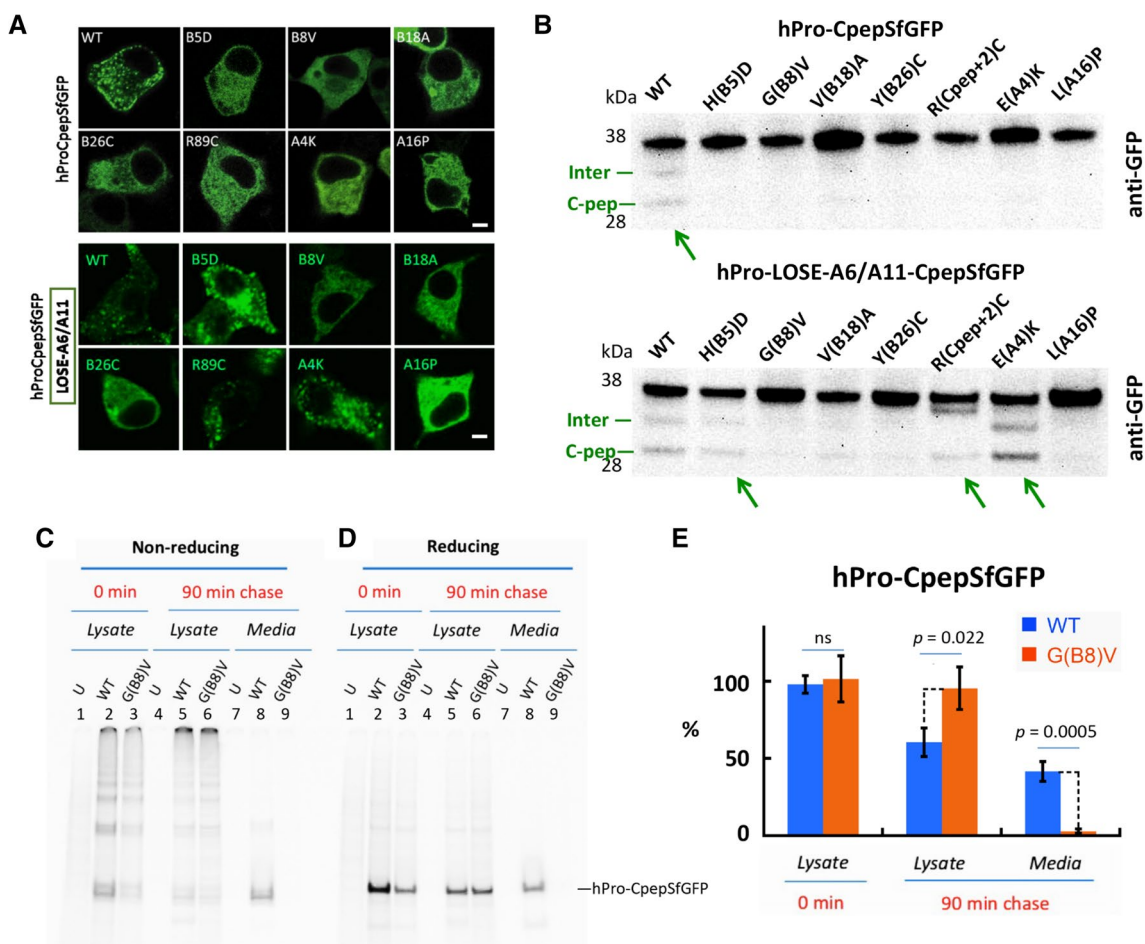 A
WT
B5D
B8V
B18A
B26C
R89C
A4K
A16P
hProCpepSfGFP
WT
B5D
B8V
B18A
B26C
R89C
A4K
A16P
hProCpepSfGFP
LOSE-A6/A11
B
hPro-CpepSfGFP
kDa
WT
H(B5)D
G(B8)V
V(B18)A
Y(B26)C
R(Cpep+2)C
E(A4)K
L(A16)P
38
Inter
C-pep
28
anti-GFP
hPro-LOSE-A6/A11-CpepSfGFP
kDa
WT
H(B5)D
G(B8)V
V(B18)A
Y(B26)C
R(Cpep+2)C
E(A4)K
L(A16)P
38
Inter
C-pep
28
anti-GFP
C
Non-reducing
0 min 90 min chase
Lysate Lysate Media
U WT G(B8)V U WT G(B8)V U WT G(B8)V
1 2 3 4 5 6 7 8 9
D
Reducing
0 min 90 min chase
Lysate Lysate Media
U WT G(B8)V U WT G(B8)V U WT G(B8)V
1 2 3 4 5 6 7 8 9
hPro-CpepSfGFP
E
hPro-CpepSfGFP
WT
G(B8)V
ns
p = 0.022
p = 0.0005
100
%
50
0
Lysate Lysate Media
0 min 90 min chase